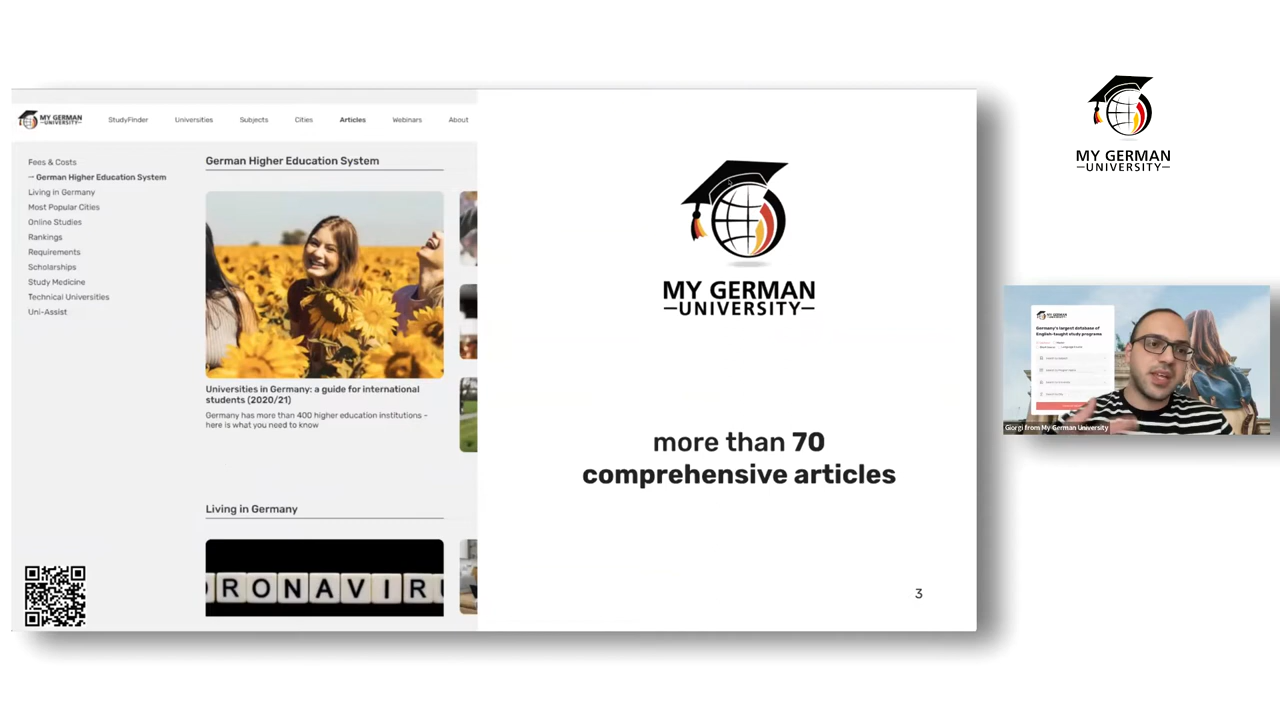 MY GERMAN
UNIVERSITY
StudyFinder
Universities
Subjects
Cities
Articles
Webinars
About
Fees & Costs
→ German Higher Education System
Living in Germany
Most Popular Cities
Online Studies
Rankings
Requirements
Scholarships
Study Medicine
Technical Universities
Uni-Assist
German Higher Education System
Universities in Germany: a guide for international
students (2020/21)
Germany has more than 400 higher education institutions –
here is what you need to know
Living in Germany
ORONAVIRU
MY GERMAN
UNIVERSITY
more than 70
comprehensive articles
3
MY GERMAN
UNIVERSITY
MY GERMAN
UNIVERSITY
Germany's largest database of
English-taught study programs
Giorgi from My German University